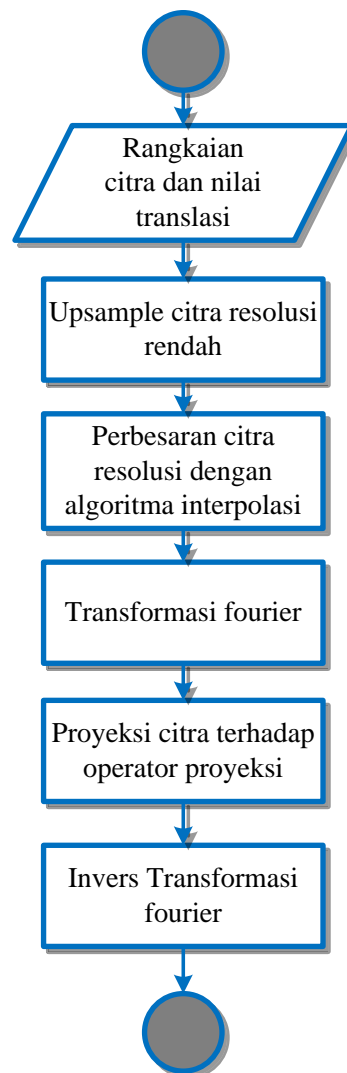 Rangkaian
citra dan nilai
translasi
Upsample citra resolusi
rendah
Perbesaran citra
resolusi dengan
algoritma interpolasi
Transformasi fourier
Proyeksi citra terhadap
operator proyeksi
Invers Transformasi
fourier